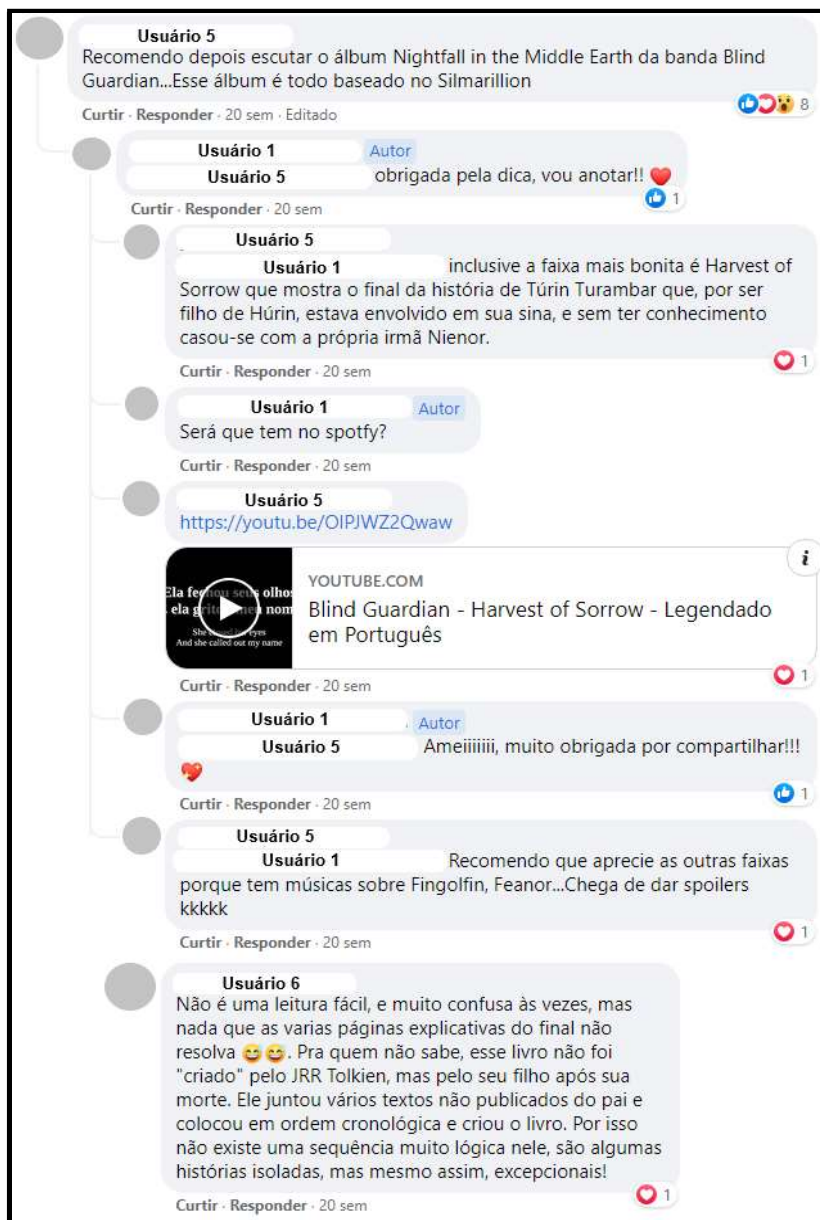 Usuário 5
Recomendo depois escutar o álbum Nightfall in the Middle Earth da banda Blind
Guardian...Esse álbum é todo baseado no Silmarillion
8
Curtir · Responder · 20 sem · Editado
Usuário 1 Autor
Usuário 5 obrigada pela dica, vou anotar!! ❤️
1
Curtir · Responder · 20 sem
Usuário 5
Usuário 1 inclusive a faixa mais bonita é Harvest of
Sorrow que mostra o final da história de Túrin Turambar que, por ser
filho de Húrin, estava envolvido em sua sina, e sem ter conhecimento
casou-se com a própria irmã Nienor.
1
Curtir · Responder · 20 sem
Usuário 1 Autor
Será que tem no spotfy?
Curtir · Responder · 20 sem
Usuário 5
https://youtu.be/OIPJWZ2Qwaw
i
YOUTUBE.COM
Blind Guardian - Harvest of Sorrow - Legendado
em Português
Ela fechou seus olhos
ela gritou meu nom
She closed her eyes
And she called out my name
1
Curtir · Responder · 20 sem
Usuário 1 Autor
Usuário 5 Ameiiiiiii, muito obrigada por compartilhar!!!
💖
1
Curtir · Responder · 20 sem
Usuário 5
Usuário 1 Recomendo que aprecie as outras faixas
porque tem músicas sobre Fingolfin, Feanor...Chega de dar spoilers
kkkkk
1
Curtir · Responder · 20 sem
Usuário 6
Não é uma leitura fácil, e muito confusa às vezes, mas
nada que as varias páginas explicativas do final não
resolva 😅😅. Pra quem não sabe, esse livro não foi
"criado" pelo JRR Tolkien, mas pelo seu filho após sua
morte. Ele juntou vários textos não publicados do pai e
colocou em ordem cronológica e criou o livro. Por isso
não existe uma sequência muito lógica nele, são algumas
histórias isoladas, mas mesmo assim, excepcionais!
1
Curtir · Responder · 20 sem